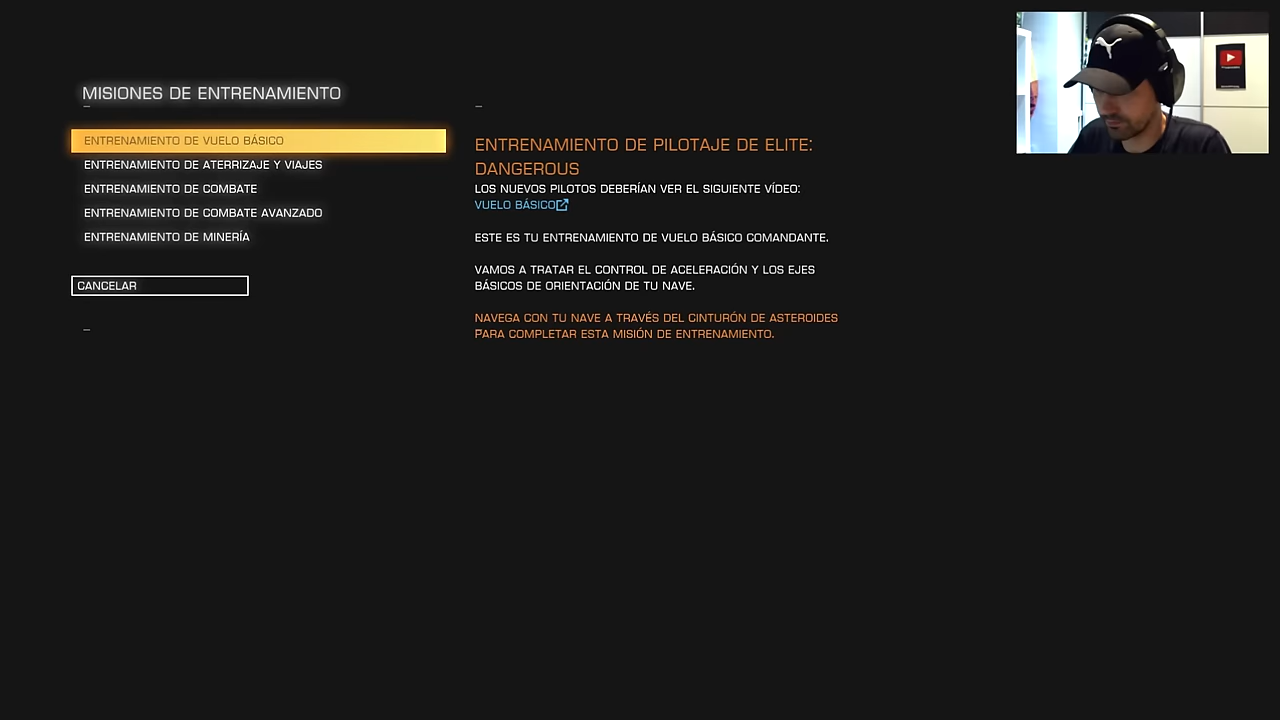 MISIONES DE ENTRENAMIENTO
ENTRENAMIENTO DE VUELO BÁSICO
ENTRENAMIENTO DE ATERRIZAJE Y VIAJES
ENTRENAMIENTO DE COMBATE
ENTRENAMIENTO DE COMBATE AVANZADO
ENTRENAMIENTO DE MINERÍA
CANCELAR
ENTRENAMIENTO DE PILOTAJE DE ELITE:
DANGEROUS
LOS NUEVOS PILOTOS DEBERÍAN VER EL SIGUIENTE VÍDEO:
VUELO BÁSICO
ESTE ES TU ENTRENAMIENTO DE VUELO BÁSICO COMANDANTE.
VAMOS A TRATAR EL CONTROL DE ACELERACIÓN Y LOS EJES
BÁSICOS DE ORIENTACIÓN DE TU NAVE.
NAVEGA CON TU NAVE A TRAVÉS DEL CINTURÓN DE ASTEROIDES
PARA COMPLETAR ESTA MISIÓN DE ENTRENAMIENTO.